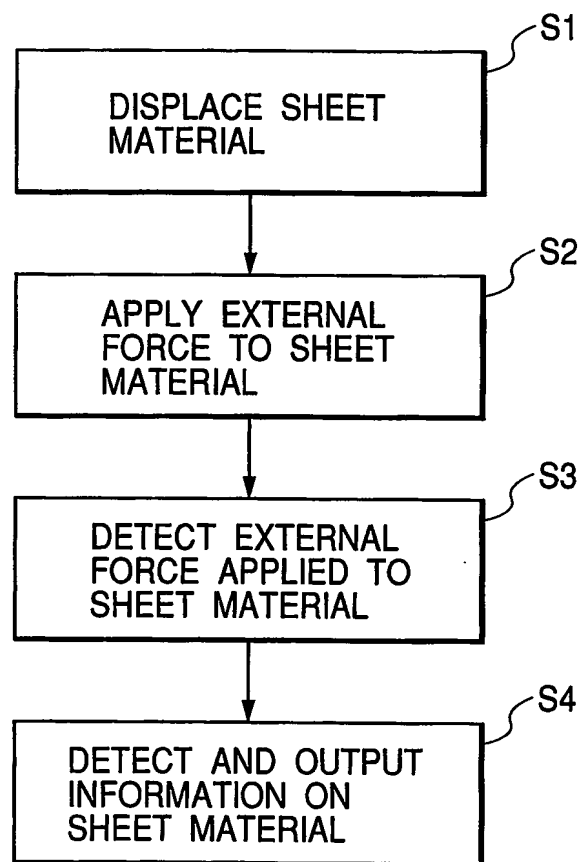 S1
DISPLACE SHEET
MATERIAL
S2
APPLY EXTERNAL
FORCE TO SHEET
MATERIAL
S3
DETECT EXTERNAL
FORCE APPLIED TO
SHEET MATERIAL
S4
DETECT AND OUTPUT
INFORMATION ON
SHEET MATERIAL